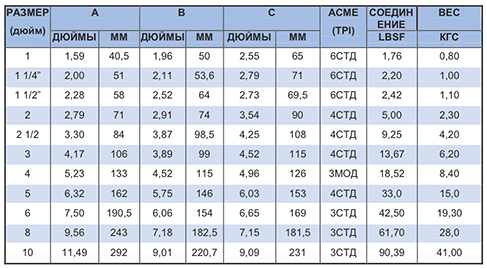 РАЗМЕР (дюйм) A B C ACME (TPI) СОЕДИН ЕНИЕ LBSF ВЕС КГС
ДЮЙМЫ ММ ДЮЙМЫ ММ ДЮЙМЫ ММ
1 1,59 40,5 1,96 50 2,55 65 6СТД 1,76 0,80
1 1/4" 2,00 51 2,11 53,6 2,79 71 6СТД 2,20 1,00
1 1/2" 2,28 58 2,52 64 2,73 69,5 6СТД 2,42 1,10
2 2,79 71 2,91 74 3,54 90 4СТД 5,00 2,30
2 1/2 3,30 84 3,87 98,5 4,25 108 4СТД 9,25 4,20
3 4,17 106 3,89 99 4,52 115 4СТД 13,67 6,20
4 5,23 133 4,52 115 4,96 126 3МОД 18,52 8,40
5 6,32 162 5,75 146 6,03 153 4СТД 33,0 15,0
6 7,50 190,5 6,06 154 6,65 169 3СТД 42,50 19,30
8 9,56 243 7,18 182,5 7,15 181,5 3СТД 61,70 28,0
10 11,49 292 9,01 220,7 9,09 231 3СТД 90,39 41,00